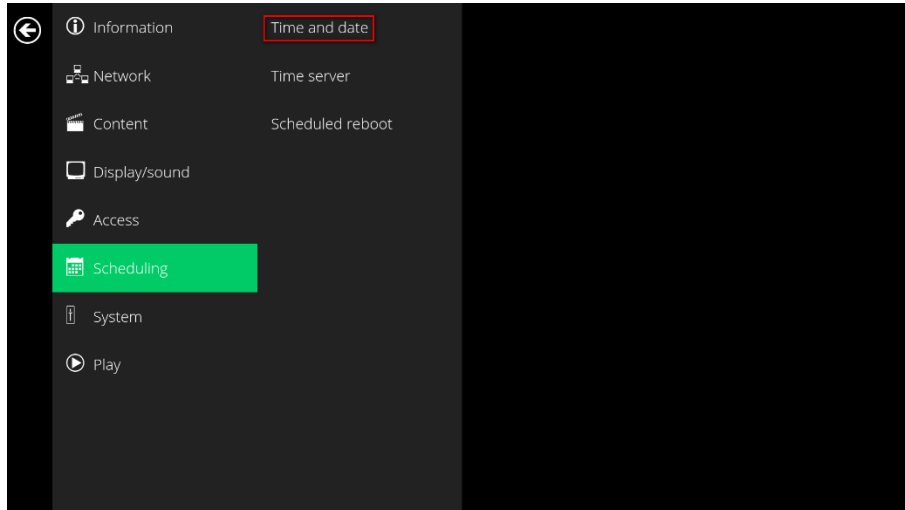 Information
Network
Content
Display/sound
Access
Scheduling
System
Play
Time and date
Time server
Scheduled reboot